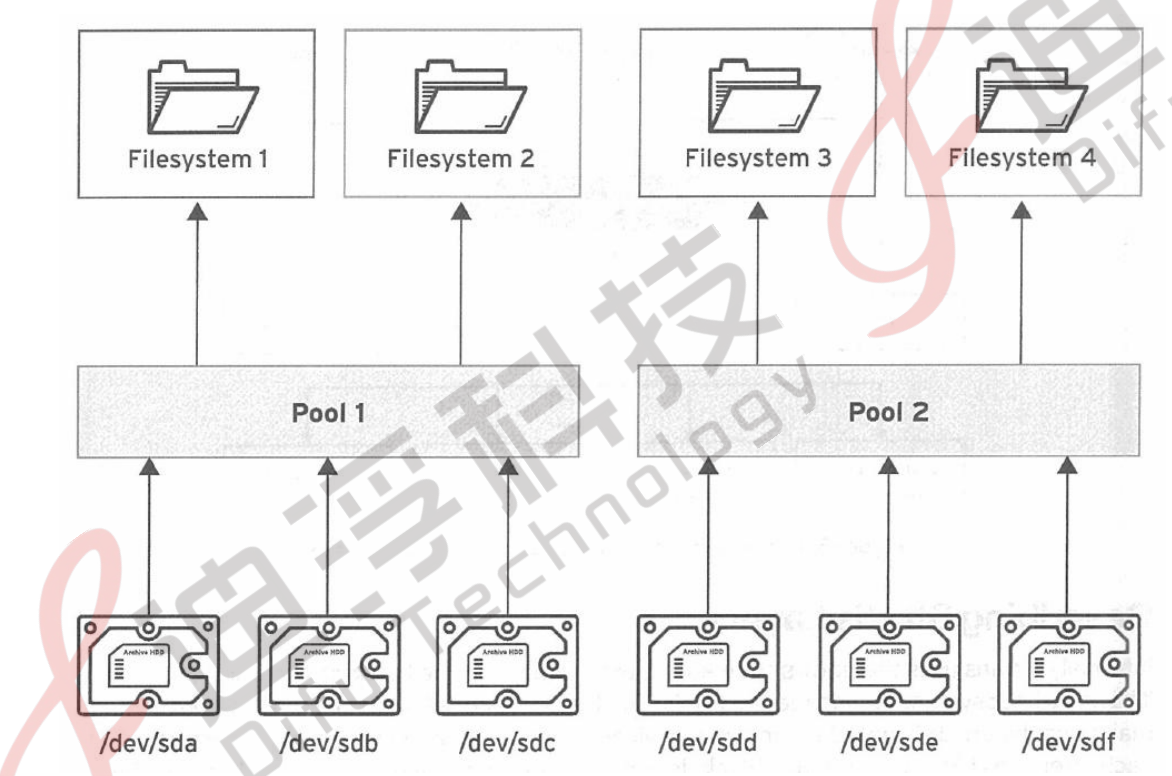 Filesystem 1
Filesystem 2
Filesystem 3
Filesystem 4
Pool 1
Pool 2
Archive HDD
Archive HDD
Archive HDD
Archive HDD
Archive HDD
Archive HDD
/dev/sda
/dev/sdb
/dev/sdc
/dev/sdd
/dev/sde
/dev/sdf
迪浮科技
Difu Technology
迪
Difu